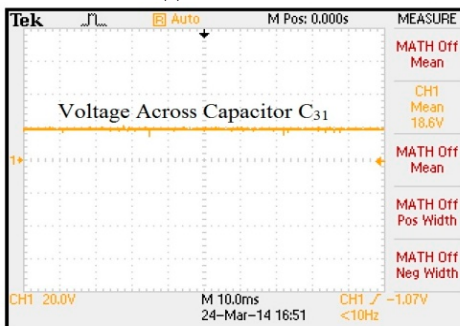 Tek R Auto M Pos: 0.000s MEASURE
MATH Off
Mean
CH1
Mean
18.6V
MATH Off
Mean
MATH Off
Pos Width
MATH Off
Neg Width
Voltage Across Capacitor C31
1
CH1 20.0V M 10.0ms CH1 -1.07V
24-Mar-14 16:51 <10Hz